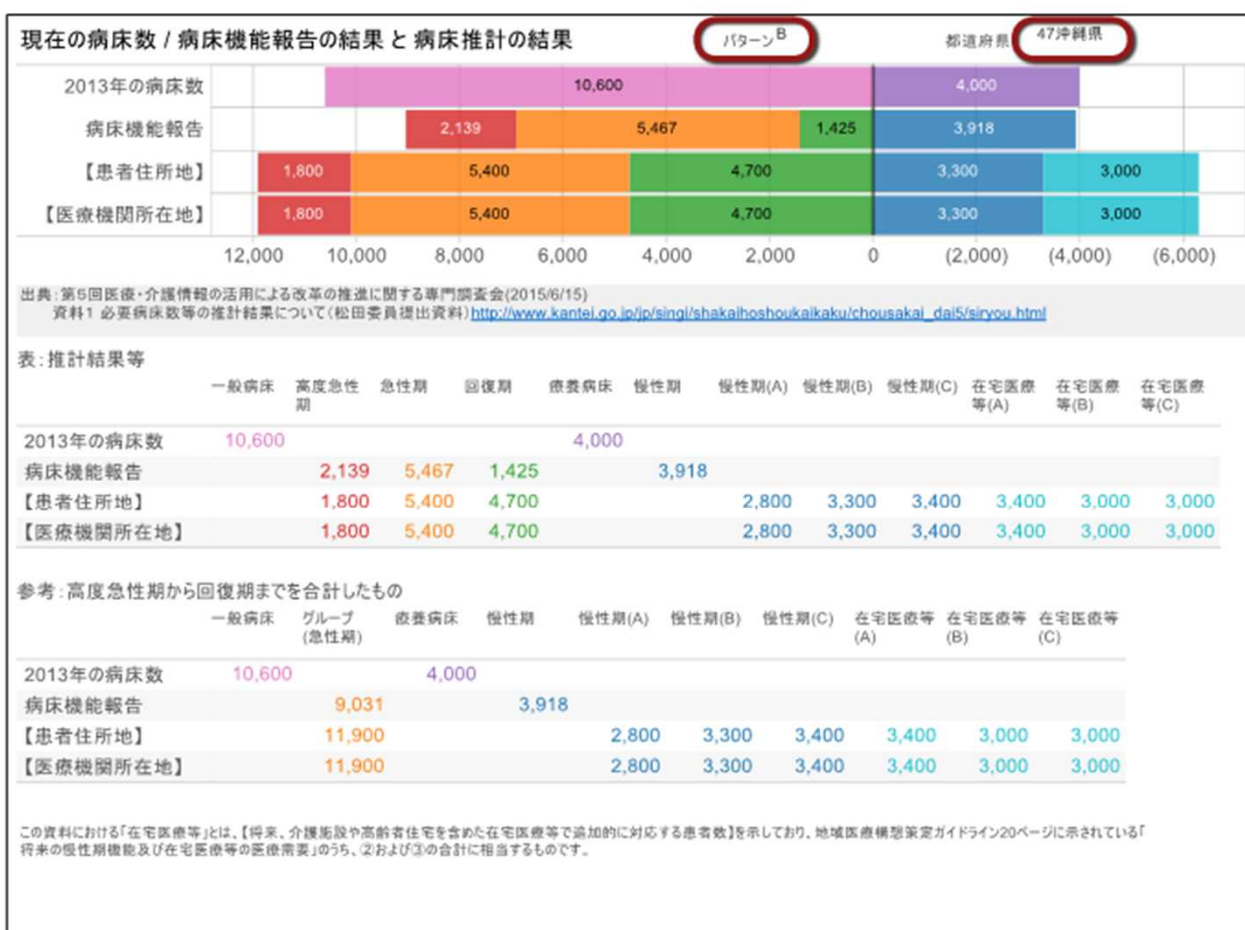 現在の病床数 / 病床機能報告の結果 と 病床推計の結果 パターンB 都道府県 47沖縄県
2013年の病床数 10,600 4,000
病床機能報告 2,139 5,467 1,425 3,918
【患者住所地】 1,800 5,400 4,700 3,300 3,000
【医療機関所在地】 1,800 5,400 4,700 3,300 3,000
12,000 10,000 8,000 6,000 4,000 2,000 0 (2,000) (4,000) (6,000)
出典:第5回医療・介護情報の活用による改革の推進に関する専門調査会(2015/6/15)
資料1 必要病床数等の推計結果について(松田委員提出資料)http://www.kantei.go.jp/jp/singi/shakaihoshoukaikaku/chousakai_dai5/siryou.html
表:推計結果等
一般病床 高度急性期 急性期 回復期 療養病床 慢性期 慢性期(A) 慢性期(B) 慢性期(C) 在宅医療等(A) 在宅医療等(B) 在宅医療等(C)
2013年の病床数 10,600 4,000
病床機能報告 2,139 5,467 1,425 3,918
【患者住所地】 1,800 5,400 4,700 2,800 3,300 3,400 3,400 3,000 3,000
【医療機関所在地】 1,800 5,400 4,700 2,800 3,300 3,400 3,400 3,000 3,000
参考:高度急性期から回復期までを合計したもの
一般病床 グループ(急性期) 療養病床 慢性期 慢性期(A) 慢性期(B) 慢性期(C) 在宅医療等(A) 在宅医療等(B) 在宅医療等(C)
2013年の病床数 10,600 4,000
病床機能報告 9,031 3,918
【患者住所地】 11,900 2,800 3,300 3,400 3,400 3,000 3,000
【医療機関所在地】 11,900 2,800 3,300 3,400 3,400 3,000 3,000
この資料における「在宅医療等」とは、【将来、介護施設や高齢者住宅を含めた在宅医療等で追加的に対応する患者数】を示しており、地域医療構想策定ガイドライン20ページに示されている「
将来の慢性期機能及び在宅医療等の医療需要」のうち、②および③の合計に相当するものです。